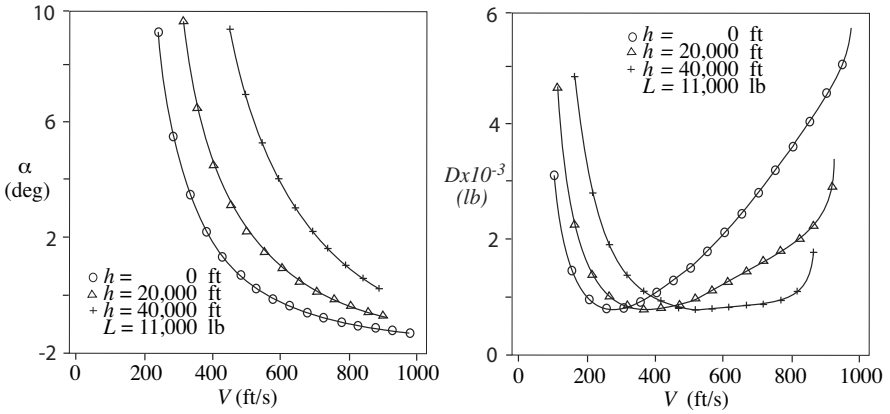 10
6
2
-2
α
(deg)
h = 0 ft
h = 20,000 ft
h = 40,000 ft
L = 11,000 lb
0 200 400 600 800 1000
V (ft/s)
6
4
2
0
Dx10⁻³
(lb)
h = 0 ft
h = 20,000 ft
h = 40,000 ft
L = 11,000 lb
0 200 400 600 800 1000
V (ft/s)